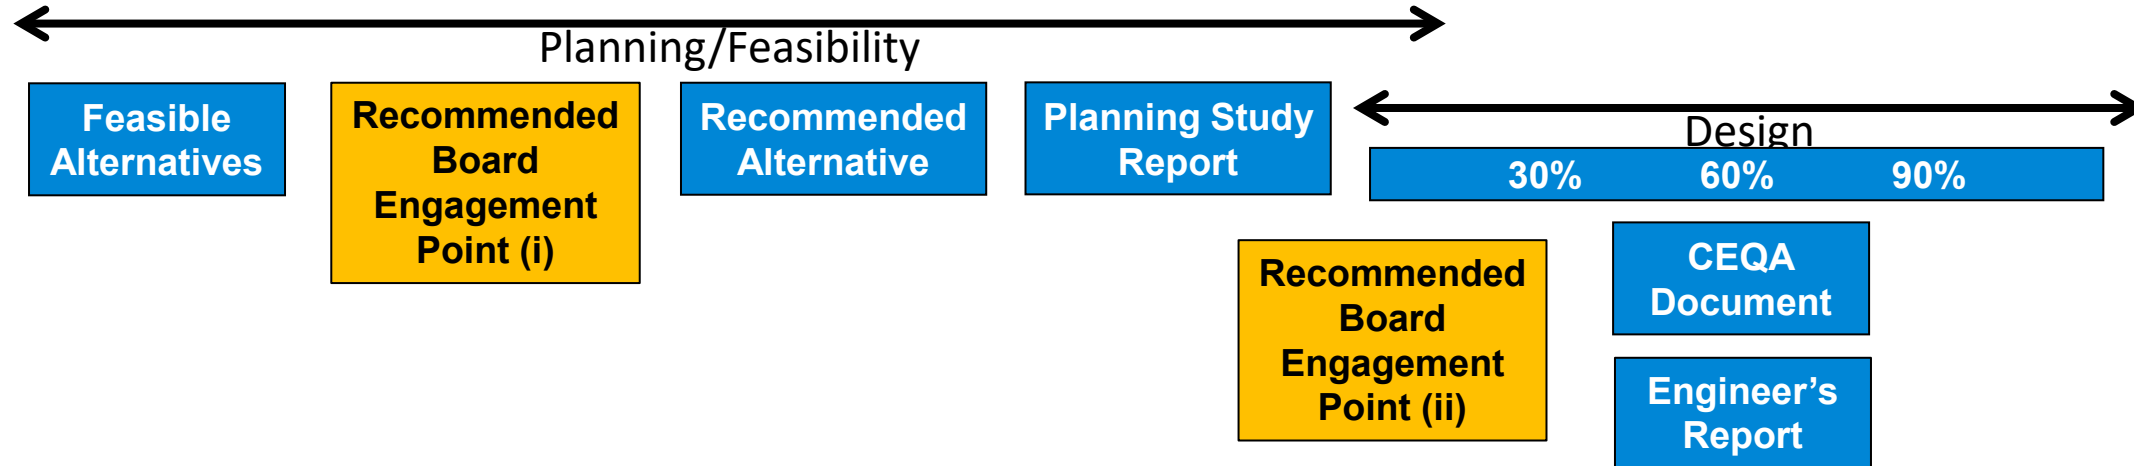 Planning/Feasibility
Feasible
Alternatives
Recommended
Board
Engagement
Point (i)
Recommended
Alternative
Planning Study
Report
Design
30% 60% 90%
Recommended
Board
Engagement
Point (ii)
CEQA
Document
Engineer’s
Report